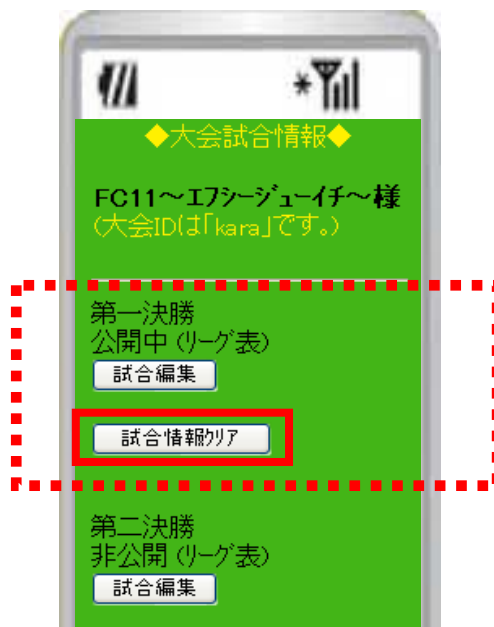 ◆大会試合情報◆
FC11～ｴﾌｼｰｼﾞｭｰｲﾁ～様
(大会IDは「kara」です。)
第一決勝
公開中 (ﾘｰｸﾞ表)
試合編集
試合情報ｸﾘｱ
第二決勝
非公開 (ﾘｰｸﾞ表)
試合編集